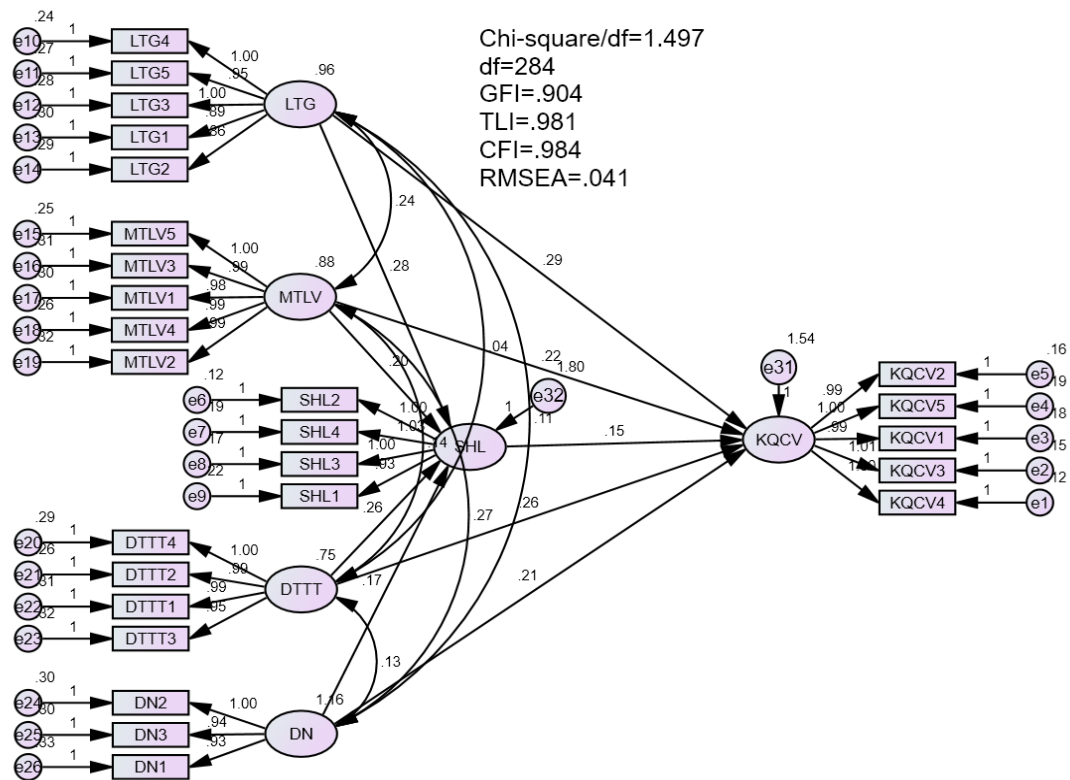 Chi-square/df=1.497
df=284
GFI=.904
TLI=.981
CFI=.984
RMSEA=.041
.24
e10
1
LTG4
1.00
.96
.27
e11
1
LTG5
.95
LTG
.28
e12
1
LTG3
1.00
.30
e13
1
LTG1
.89
.29
e14
1
LTG2
.86
.24
.28
.29
.25
e15
1
MTLV5
1.00
.88
.31
e16
1
MTLV3
.99
MTLV
.30
e17
1
MTLV1
.98
.26
e18
1
MTLV4
.99
.32
e19
1
MTLV2
.99
.20
.04
.22
1.80
e32
1
.11
1.54
e31
1
.12
e6
1
SHL2
1.00
.19
e7
1
SHL4
1.03
SHL
.15
KQCV
.17
e8
1
SHL3
1.00
.22
e9
1
SHL1
.93
.26
.27
.26
.99
KQCV2
1
e5
.16
1.00
KQCV5
1
e4
.19
.99
KQCV1
1
e3
.18
1.01
KQCV3
1
e2
.15
KQCV4
1
e1
.12
.29
e20
1
DTTT4
1.00
.75
.26
e21
1
DTTT2
.99
DTTT
.17
.21
.31
e22
1
DTTT1
.99
.32
e23
1
DTTT3
.95
.13
.30
e24
1
DN2
1.00
1.16
.30
e25
1
DN3
.94
DN
.33
e26
1
DN1
.93